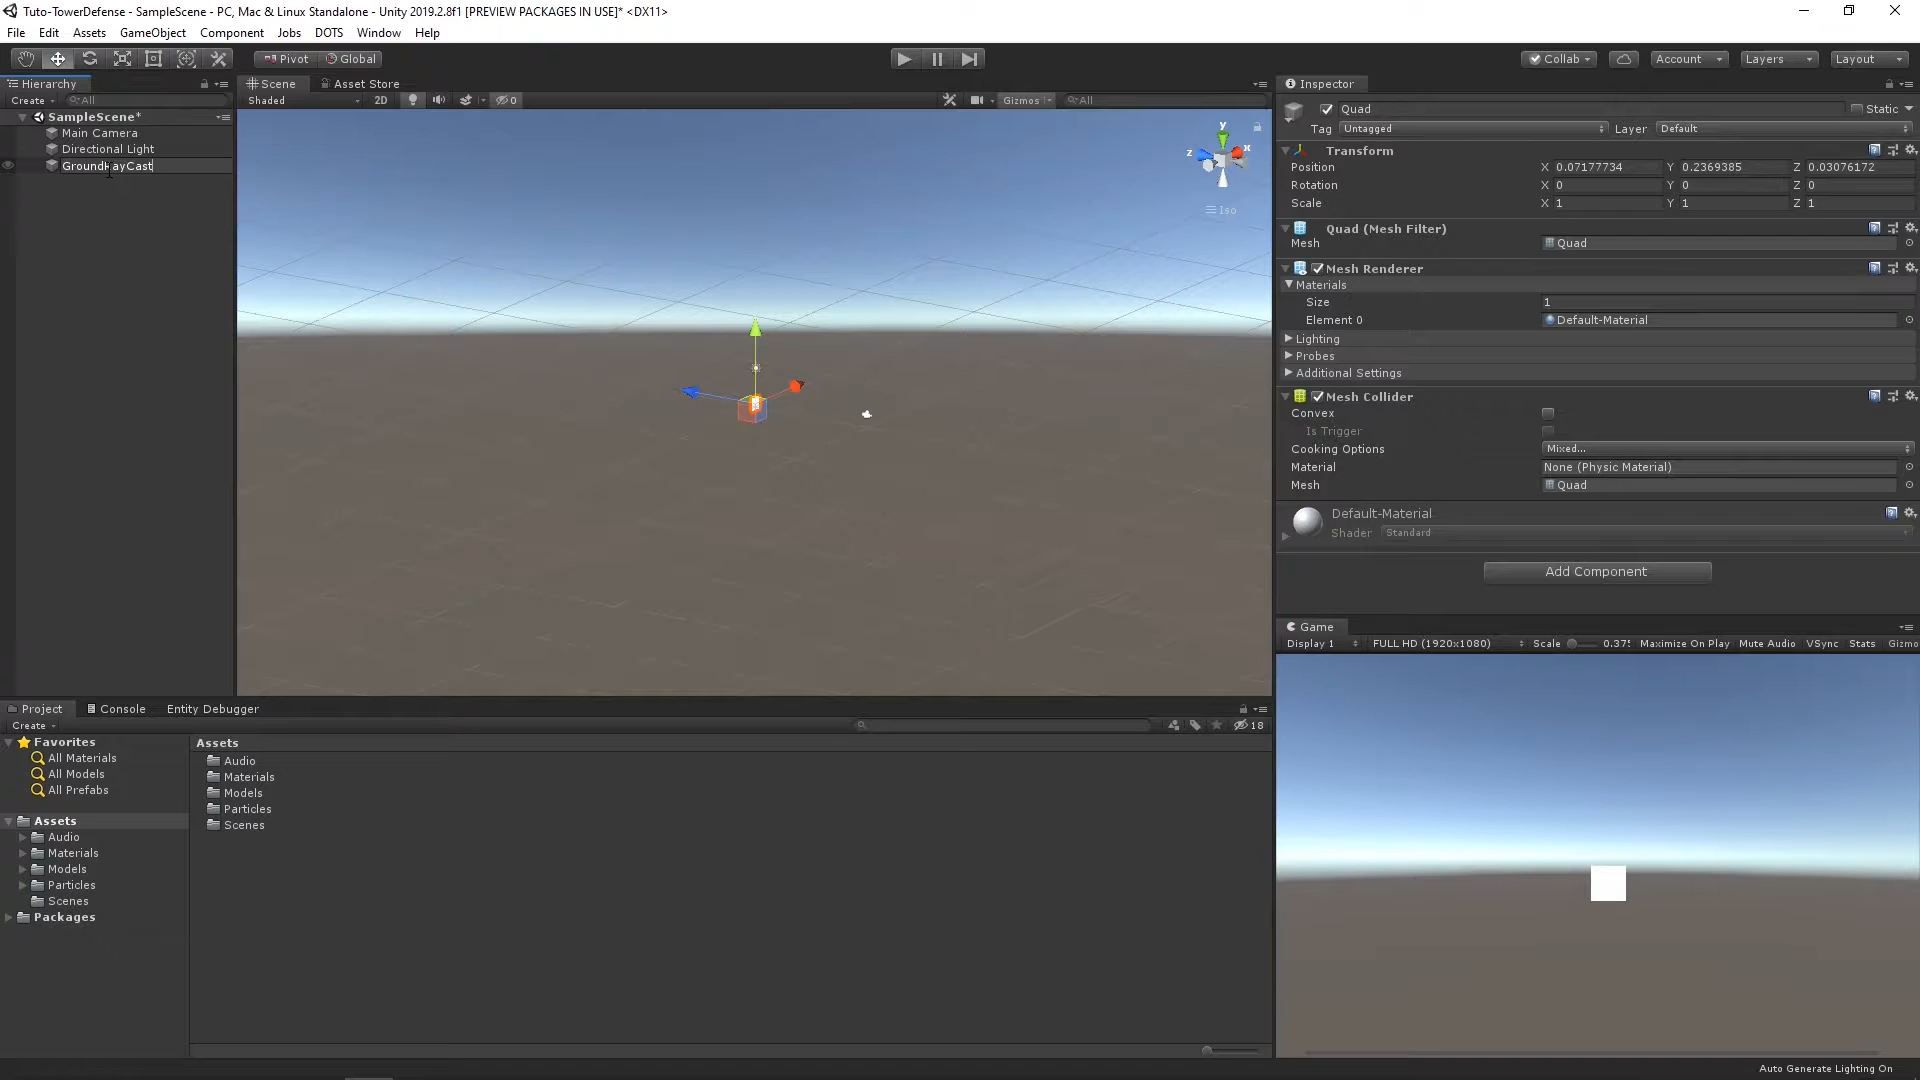 Tuto-TowerDefense - SampleScene - PC, Mac & Linux Standalone - Unity 2019.2.8f1 [PREVIEW PACKAGES IN USE]* <DX11>
File Edit Assets GameObject Component Jobs DOTS Window Help
Pivot Global Collab Account Layers Layout
Hierarchy Scene Asset Store Inspector
Create All Shaded 2D 0 Gizmos All
SampleScene*
Main Camera
Directional Light
GroundRayCast
y
x
z
Iso
Quad Static
Tag Untagged Layer Default
Transform
Position X 0.07177734 Y 0.2369385 Z 0.03076172
Rotation X 0 Y 0 Z 0
Scale X 1 Y 1 Z 1
Quad (Mesh Filter)
Mesh Quad
Mesh Renderer
Materials
Size 1
Element 0 Default-Material
Lighting
Probes
Additional Settings
Mesh Collider
Convex
Is Trigger
Cooking Options Mixed...
Material None (Physic Material)
Mesh Quad
Default-Material
Shader Standard
Add Component
Game
Display 1 FULL HD (1920x1080) Scale 0.375 Maximize On Play Mute Audio VSync Stats Gizmo
Project Console Entity Debugger
Create 18
Favorites
All Materials
All Models
All Prefabs
Assets
Audio
Materials
Models
Particles
Scenes
Packages
Assets
Audio
Materials
Models
Particles
Scenes
Auto Generate Lighting On